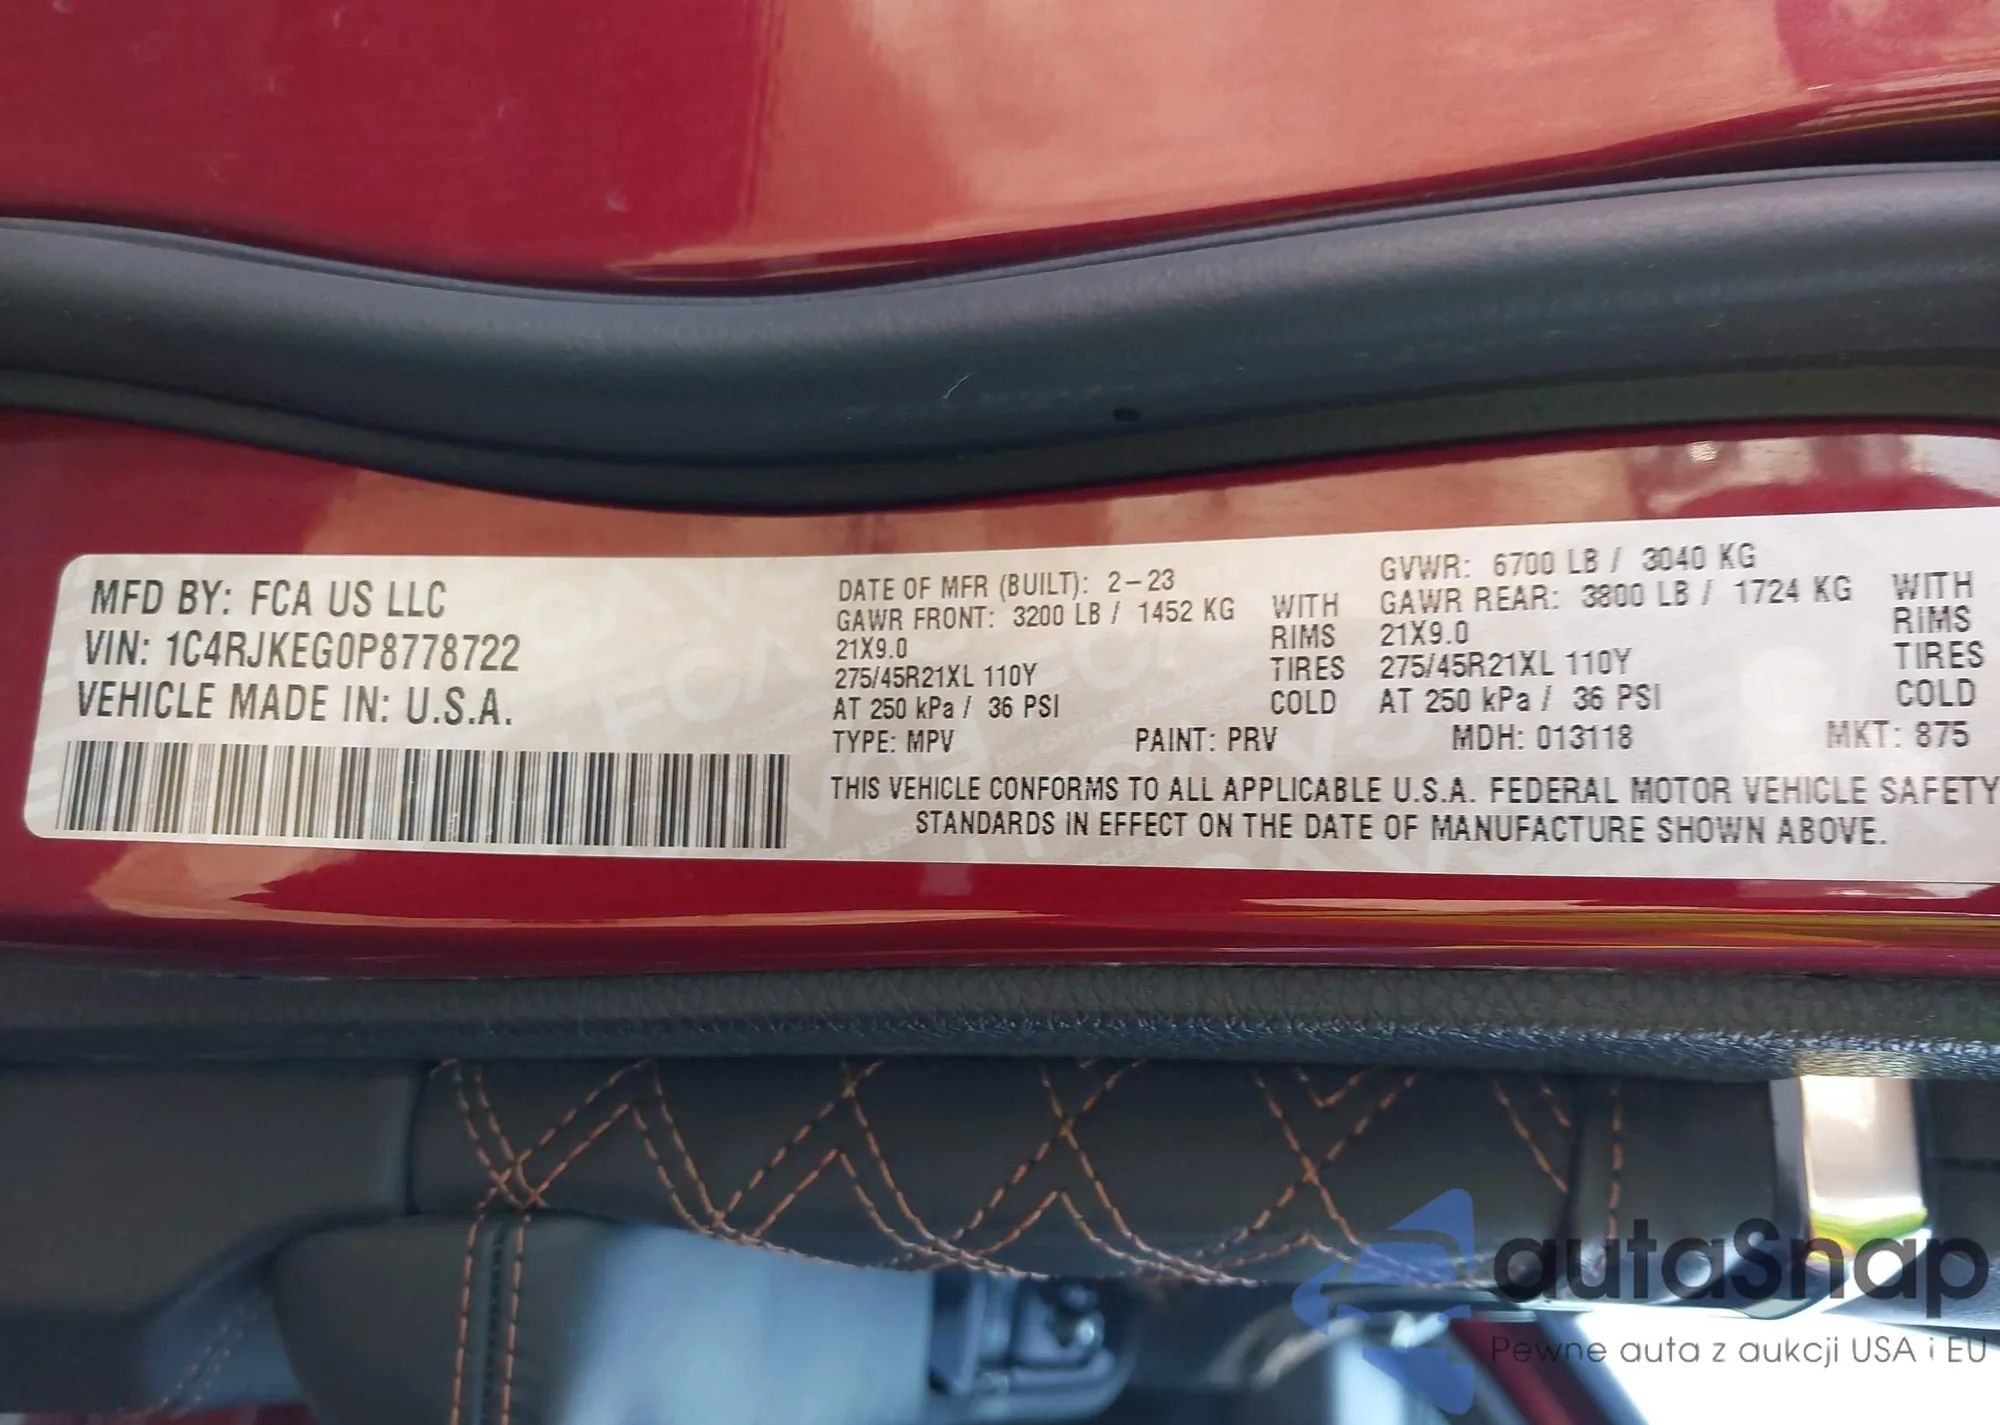 MFD BY: FCA US LLC
VIN: 1C4RJKEG0P8778722
VEHICLE MADE IN: U.S.A.
DATE OF MFR (BUILT): 2-23
GAWR FRONT: 3200 LB / 1452 KG WITH
21X9.0 RIMS
275/45R21XL 110Y TIRES
AT 250 kPa / 36 PSI COLD
GVWR: 6700 LB / 3040 KG
GAWR REAR: 3800 LB / 1724 KG WITH
21X9.0 RIMS
275/45R21XL 110Y TIRES
AT 250 kPa / 36 PSI COLD
TYPE: MPV PAINT: PRV MDH: 013118 MKT: 875
THIS VEHICLE CONFORMS TO ALL APPLICABLE U.S.A. FEDERAL MOTOR VEHICLE SAFETY
STANDARDS IN EFFECT ON THE DATE OF MANUFACTURE SHOWN ABOVE.
autaSnap
Pewne auta z aukcji USA i EU